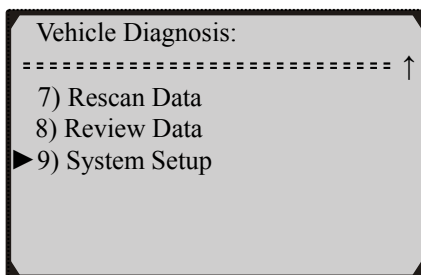 Vehicle Diagnosis:
============================ ↑
7) Rescan Data
8) Review Data
►9) System Setup